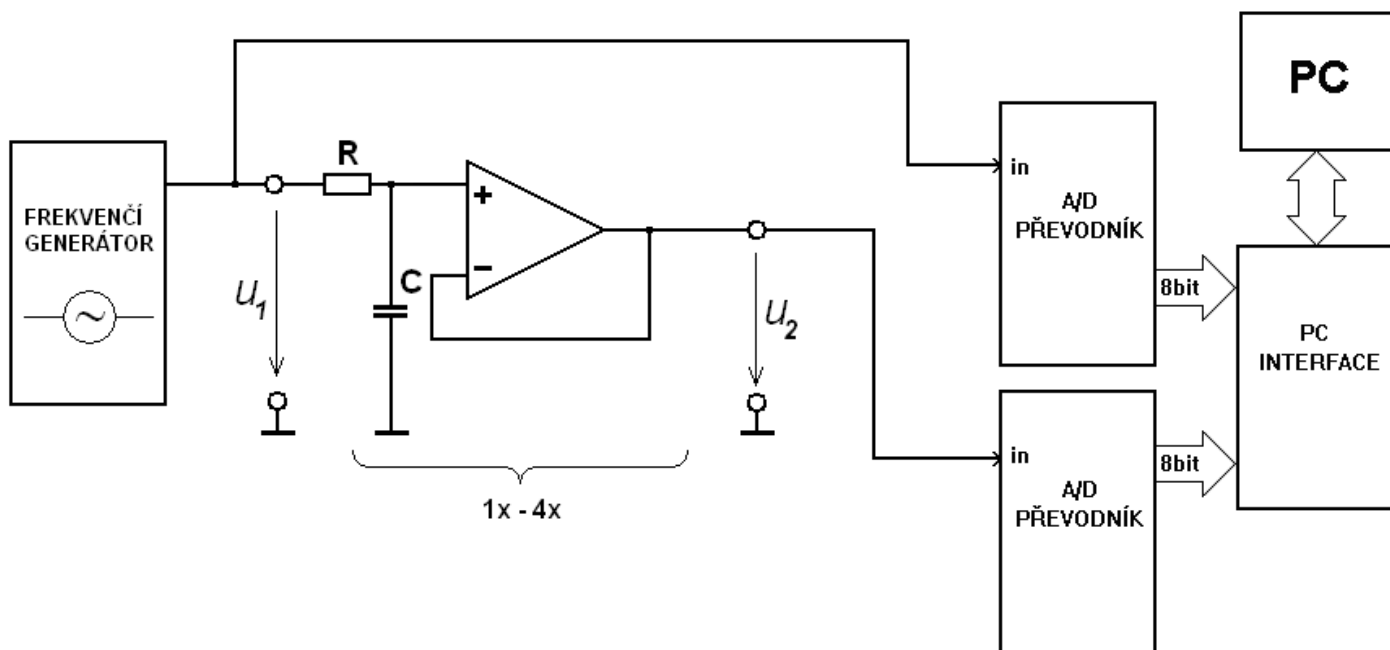 PC
R
in
FREKVENČÍ
GENERÁTOR
+
A/D
PŘEVODNÍK
−
C
8bit
u1
u2
PC
INTERFACE
in
8bit
A/D
PŘEVODNÍK
1x - 4x